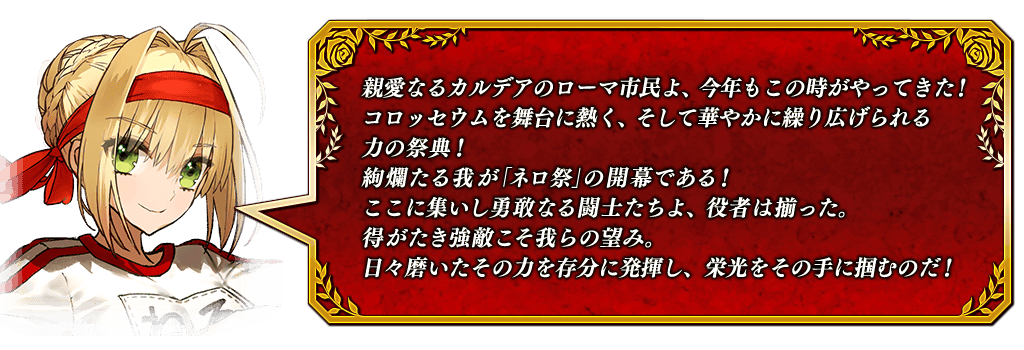 親愛なるカルデアのローマ市民よ、今年もこの時がやってきた!
コロッセウムを舞台に熱く、そして華やかに繰り広げられる
力の祭典!
絢爛たる我が「ネロ祭」の開幕である!
ここに集いし勇敢なる闘士たちよ、役者は揃った。
得がたき強敵こそ我らの望み。
日々磨いたその力を存分に発揮し、栄光をその手に掴むのだ!
ねろ